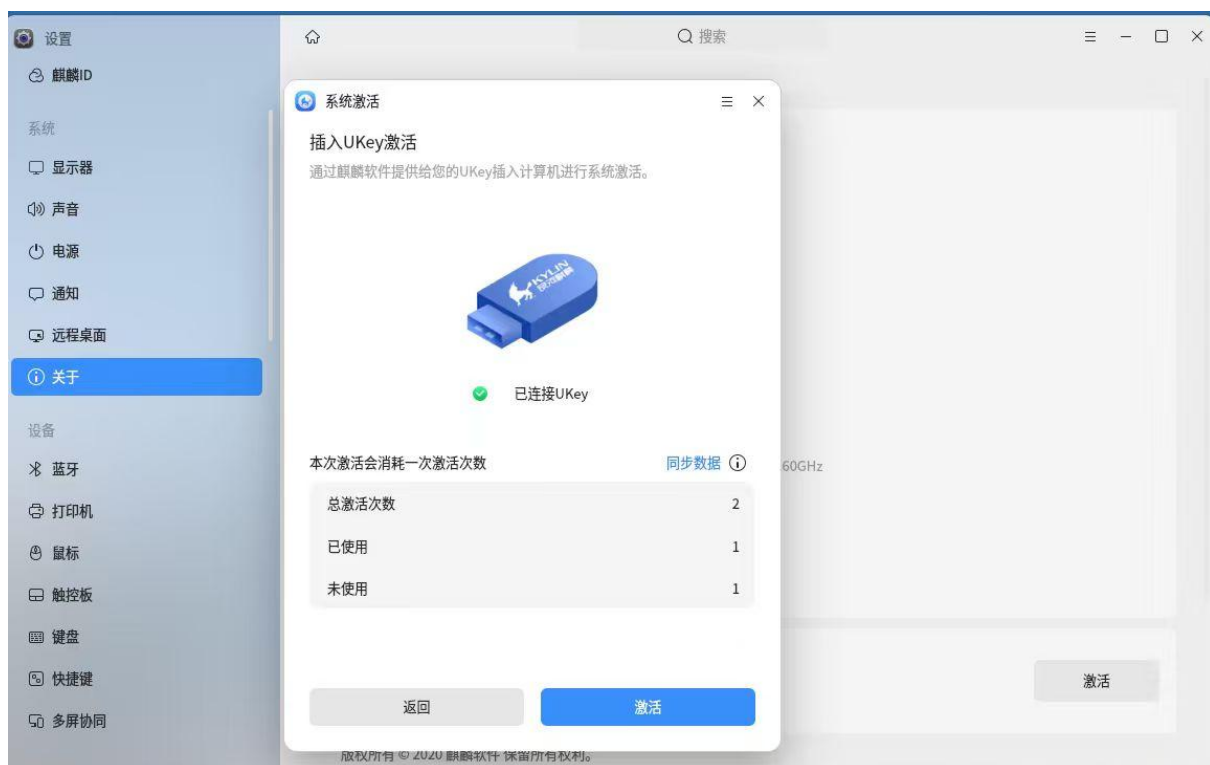 设置
搜索
麒麟ID
系统
显示器
声音
电源
通知
远程桌面
关于
设备
蓝牙
打印机
鼠标
触控板
键盘
快捷键
多屏协同
系统激活
插入UKey激活
通过麒麟软件提供给您的UKey插入计算机进行系统激活。
KYLIN
银河麒麟
已连接UKey
本次激活会消耗一次激活次数 同步数据
总激活次数 2
已使用 1
未使用 1
返回 激活
60GHz
激活
版权所有 © 2020 麒麟软件 保留所有权利。